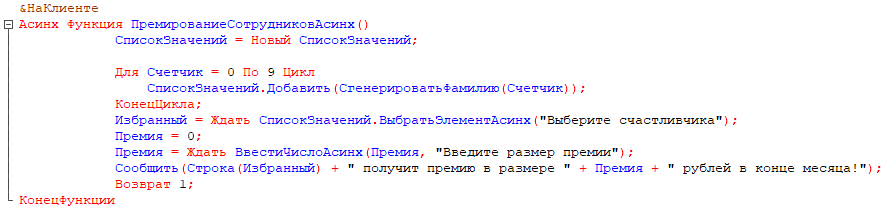 &НаКлиенте
Асинх Функция ПремированиеСотрудниковАсинх()
СписокЗначений = Новый СписокЗначений;
Для Счетчик = 0 По 9 Цикл
СписокЗначений.Добавить(СгенерироватьФамилию(Счетчик));
КонецЦикла;
Избранный = Ждать СписокЗначений.ВыбратьЭлементАсинх("Выберите счастливчика");
Премия = 0;
Премия = Ждать ВвестиЧислоАсинх(Премия, "Введите размер премии");
Сообщить(Строка(Избранный) + " получит премию в размере " + Премия + " рублей в конце месяца!");
Возврат 1;
КонецФункции